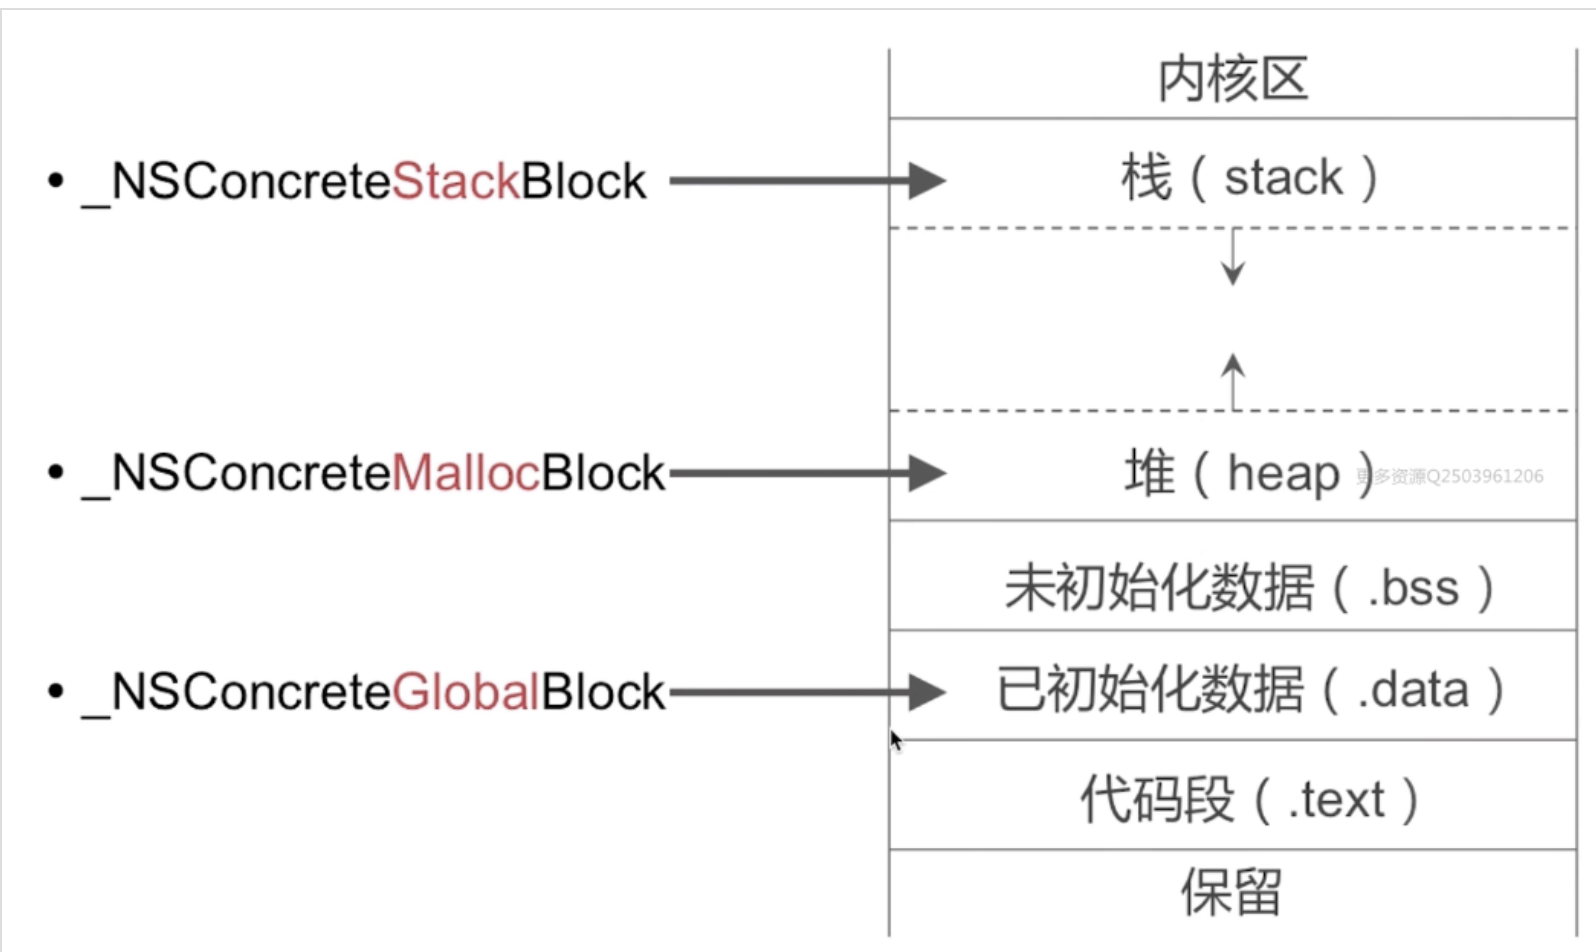 内核区
• _NSConcreteStackBlock
栈（stack）
• _NSConcreteMallocBlock
堆（heap）
更多资源Q2503961206
未初始化数据（.bss）
• _NSConcreteGlobalBlock
已初始化数据（.data）
代码段（.text）
保留